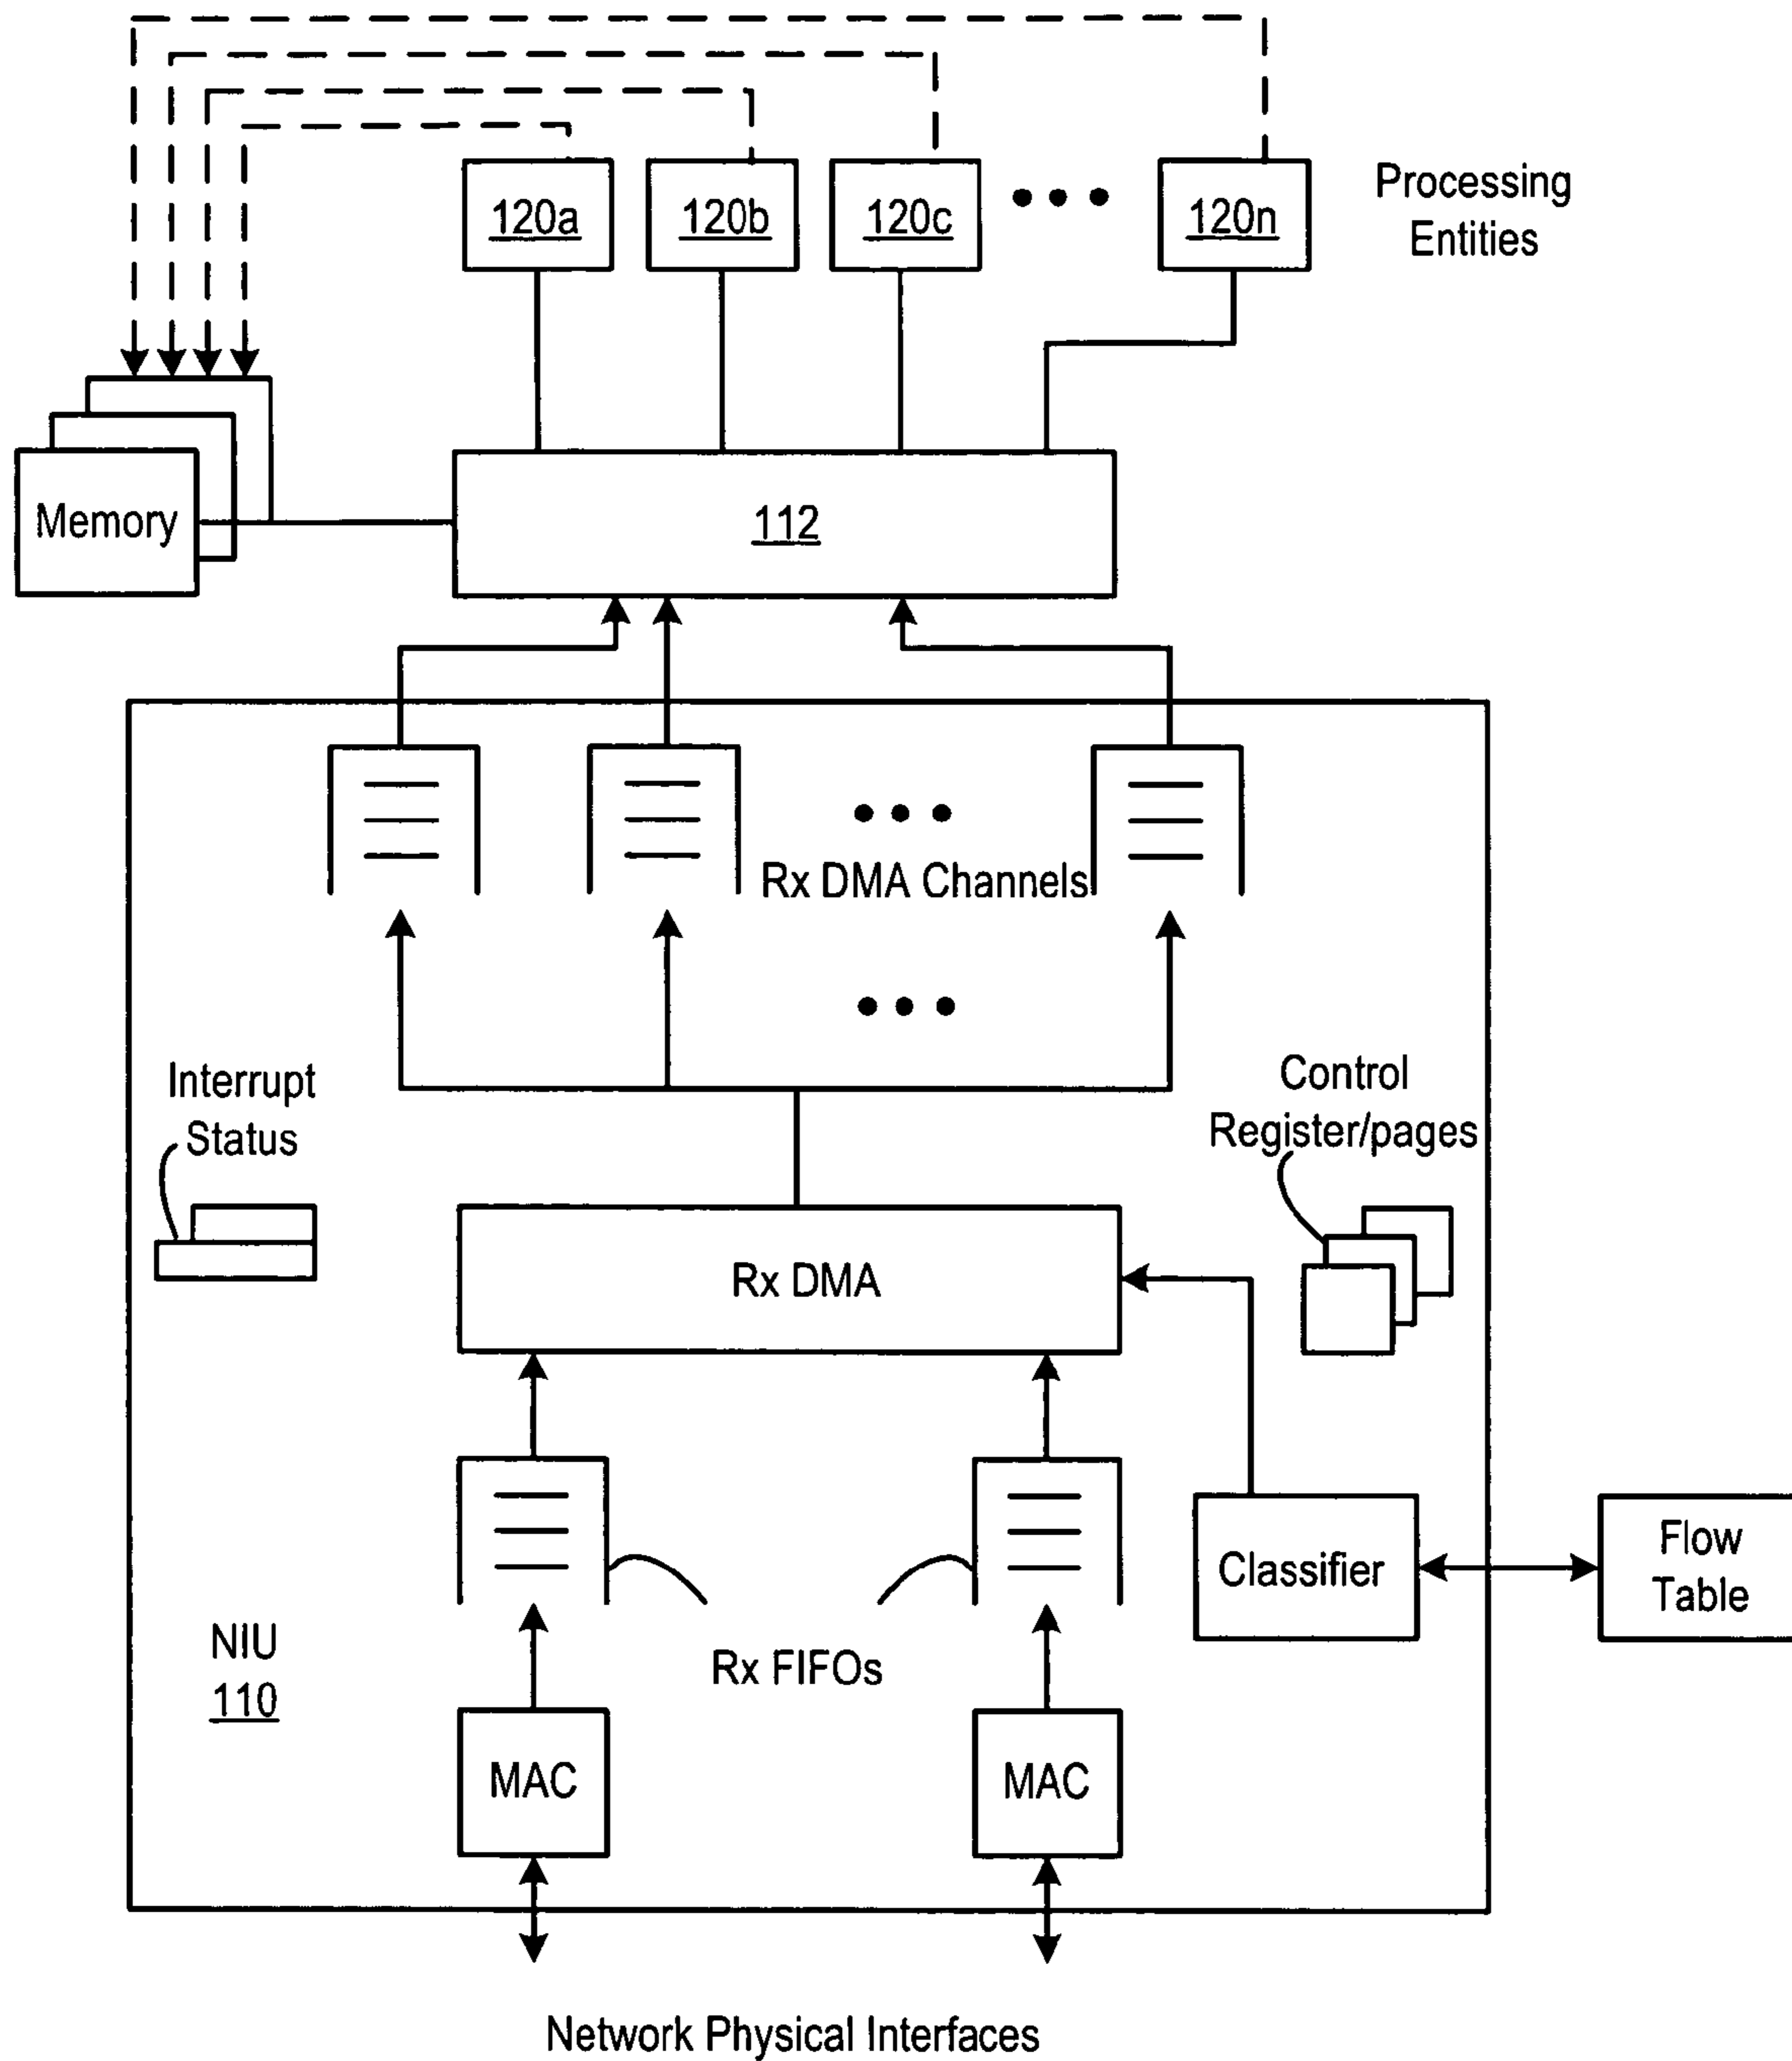 120a
120b
120c
120n
Processing
Entities
Memory
112
Rx DMA Channels
Interrupt
Status
Control
Register/pages
Rx DMA
Classifier
Flow
Table
NIU
110
Rx FIFOs
MAC
MAC
Network Physical Interfaces